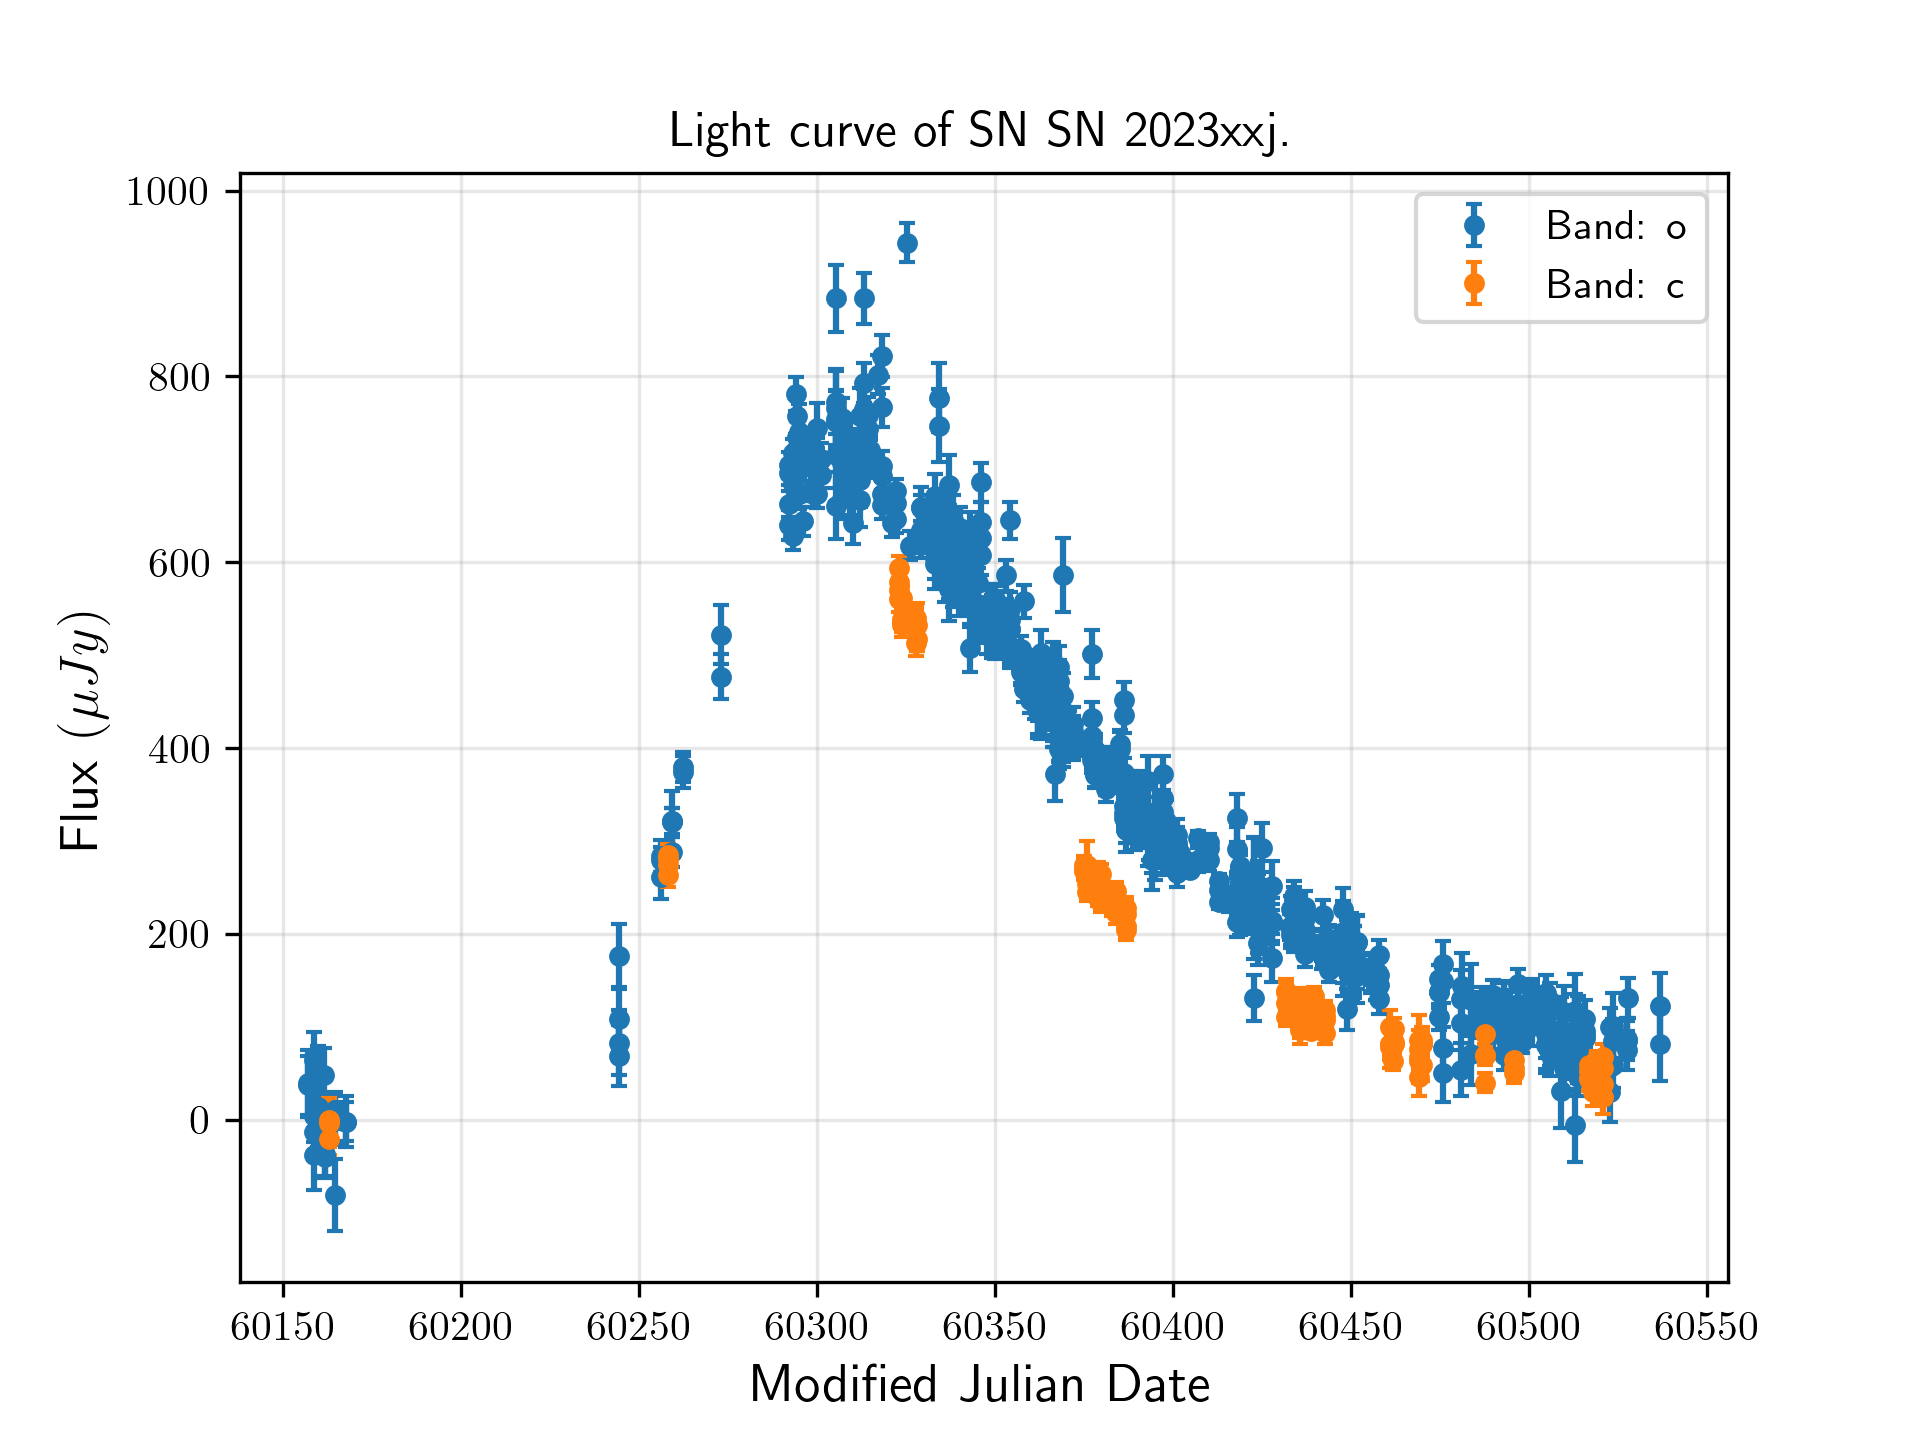 Light curve of SN SN 2023xxj.
1000
800
600
400
200
0
Flux (μJy)
Band: o
Band: c
60150 60200 60250 60300 60350 60400 60450 60500 60550
Modified Julian Date